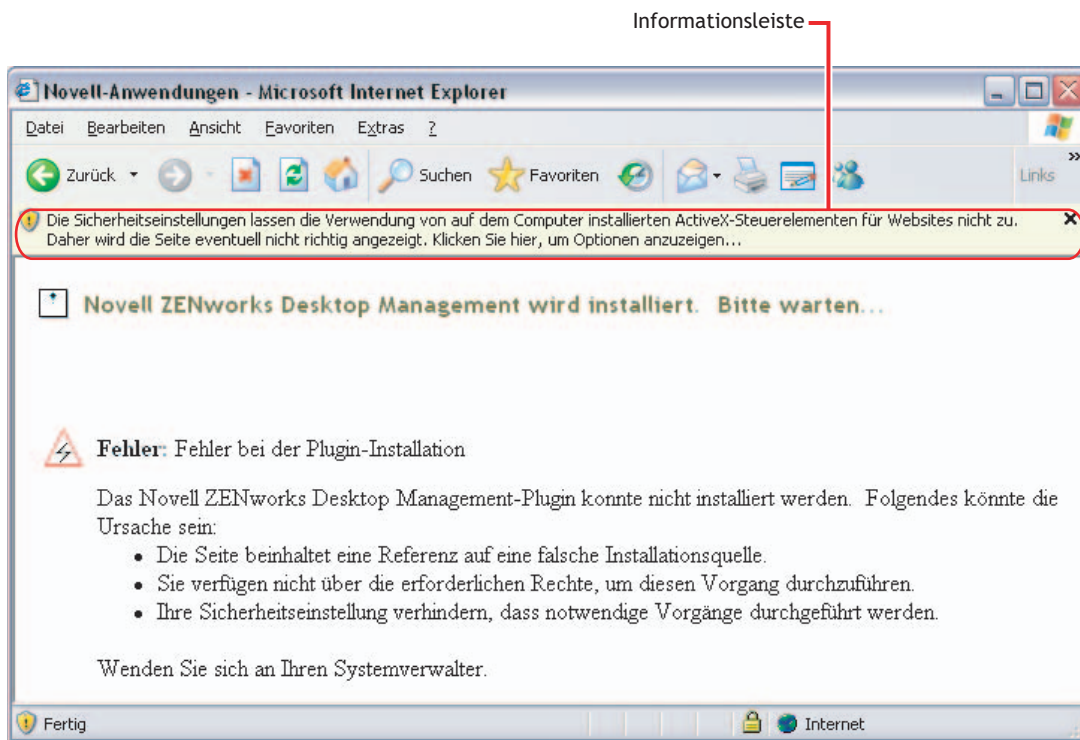 Informationsleiste
Novell-Anwendungen - Microsoft Internet Explorer
Datei Bearbeiten Ansicht Favoriten Extras ?
Zurück Suchen Favoriten Links »
Die Sicherheitseinstellungen lassen die Verwendung von auf dem Computer installierten ActiveX-Steuerelementen für Websites nicht zu.
Daher wird die Seite eventuell nicht richtig angezeigt. Klicken Sie hier, um Optionen anzuzeigen...
Novell ZENworks Desktop Management wird installiert. Bitte warten...
Fehler: Fehler bei der Plugin-Installation
Das Novell ZENworks Desktop Management-Plugin konnte nicht installiert werden. Folgendes könnte die
Ursache sein:
• Die Seite beinhaltet eine Referenz auf eine falsche Installationsquelle.
• Sie verfügen nicht über die erforderlichen Rechte, um diesen Vorgang durchzuführen.
• Ihre Sicherheitseinstellung verhindern, dass notwendige Vorgänge durchgeführt werden.
Wenden Sie sich an Ihren Systemverwalter.
Fertig Internet